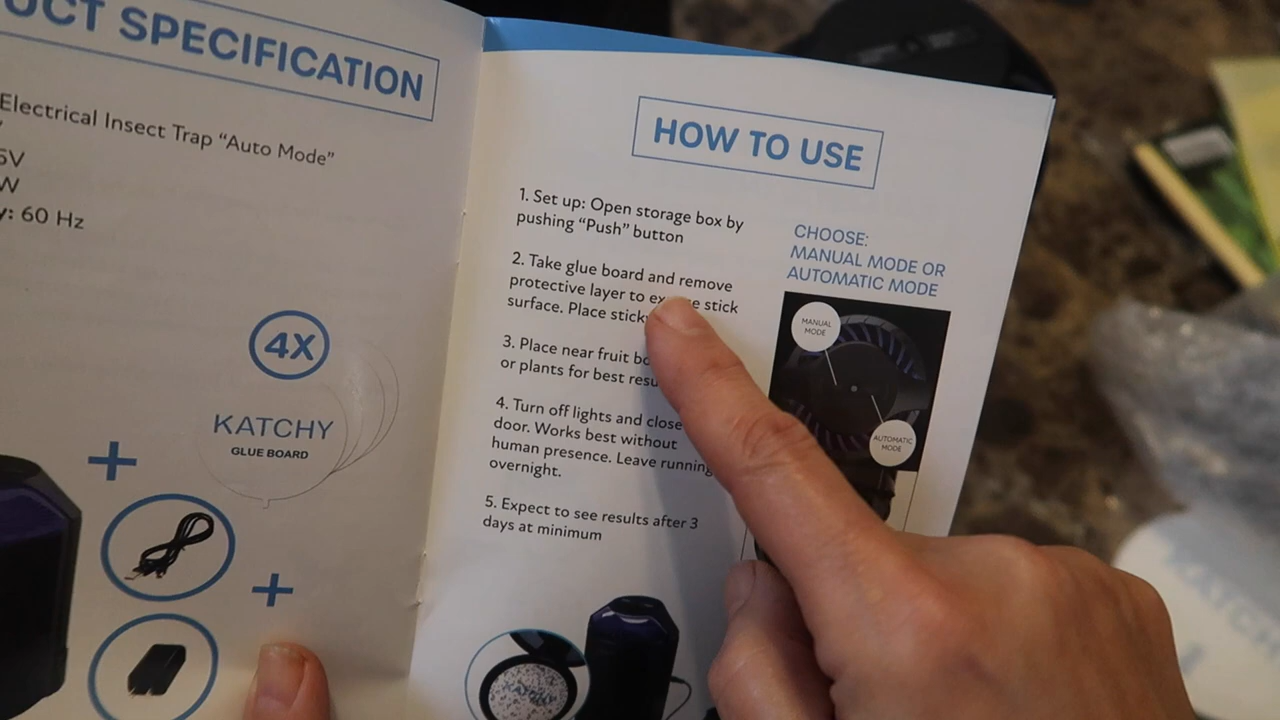 UCT SPECIFICATION
Electrical Insect Trap “Auto Mode”
5V
W
y: 60 Hz
4X
KATCHY
GLUE BOARD
HOW TO USE
1. Set up: Open storage box by
pushing “Push” button
2. Take glue board and remove
protective layer to stick
surface. Place
3. Place near fruit
or plants for best
4. Turn off lights and close
door. Works best without
human presence. Leave running
overnight.
5. Expect to see results after 3
days at minimum
CHOOSE:
MANUAL MODE OR
AUTOMATIC MODE
MANUAL
MODE
AUTOMATIC
MODE
KATCHY